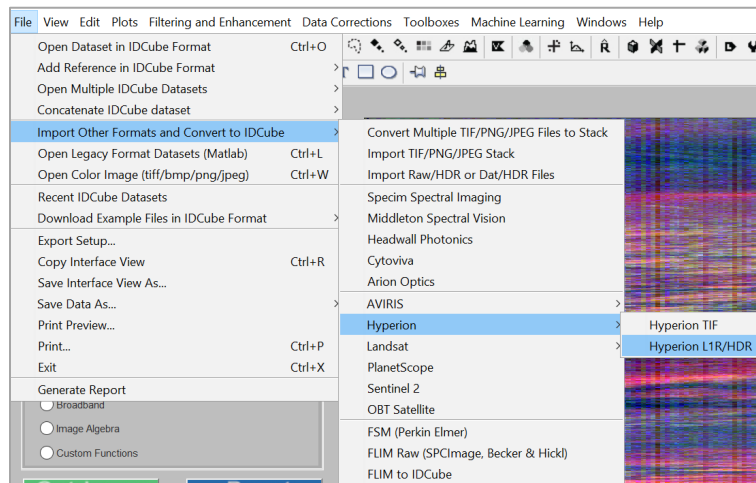 File View Edit Plots Filtering and Enhancement Data Corrections Toolboxes Machine Learning Windows Help
Open Dataset in IDCube Format Ctrl+O
Add Reference in IDCube Format
Open Multiple IDCube Datasets
Concatenate IDCube dataset
Import Other Formats and Convert to IDCube
Open Legacy Format Datasets (Matlab) Ctrl+L
Open Color Image (tiff/bmp/png/jpeg) Ctrl+W
Recent IDCube Datasets
Download Example Files in IDCube Format
Export Setup...
Copy Interface View Ctrl+R
Save Interface View As...
Save Data As...
Print Preview...
Print... Ctrl+P
Exit Ctrl+X
Generate Report
Broadband
Image Algebra
Custom Functions
Convert Multiple TIF/PNG/JPEG Files to Stack
Import TIF/PNG/JPEG Stack
Import Raw/HDR or Dat/HDR Files
Specim Spectral Imaging
Middleton Spectral Vision
Headwall Photonics
Cytoviva
Arion Optics
AVIRIS
Hyperion
Landsat
PlanetScope
Sentinel 2
OBT Satellite
FSM (Perkin Elmer)
FLIM Raw (SPCImage, Becker & Hickl)
FLIM to IDCube
Hyperion TIF
Hyperion L1R/HDR